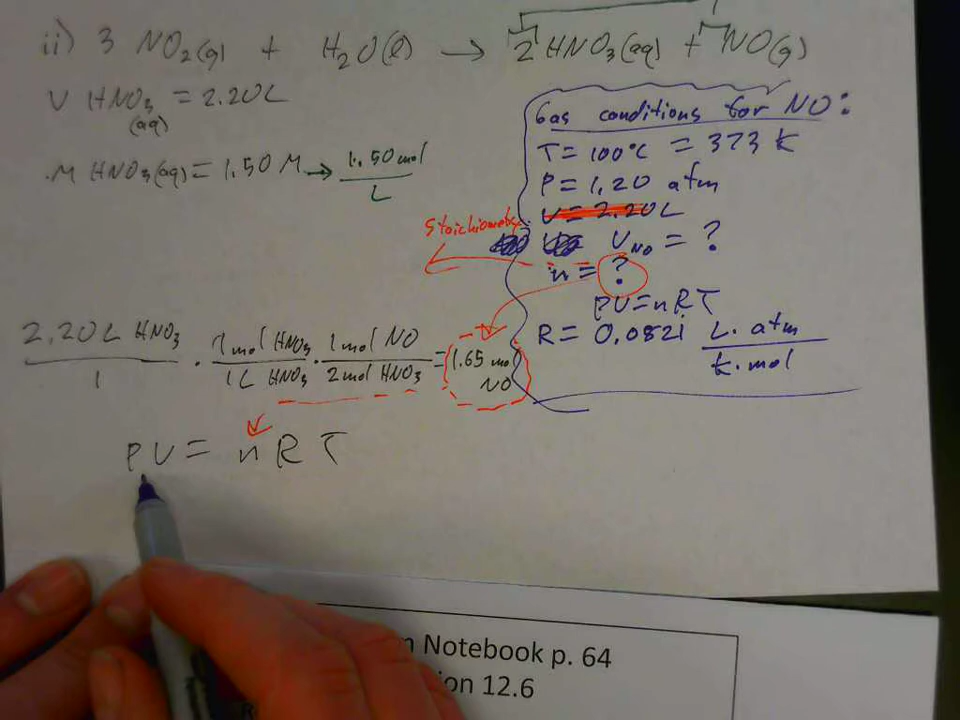 ii) 3 NO₂(g) + H₂O(l) → 2 HNO₃(aq) + NO(g)
V HNO₃ = 2.20L
(aq)
M HNO₃(aq) = 1.50 M → 1.50 mol
L
Gas conditions for NO:
T = 100°C = 373 K
P = 1.20 atm
V = 2.20L
V NO = ?
n = ?
PV = nRT
R = 0.0821 L. atm
K. mol
Stoichiometry
2.20L HNO₃ . 1 mol HNO₃ . 1 mol NO = 1.65 mol
1 1L HNO₃ 2 mol HNO₃ NO
PV = n R T
Notebook p. 64
ion 12.6